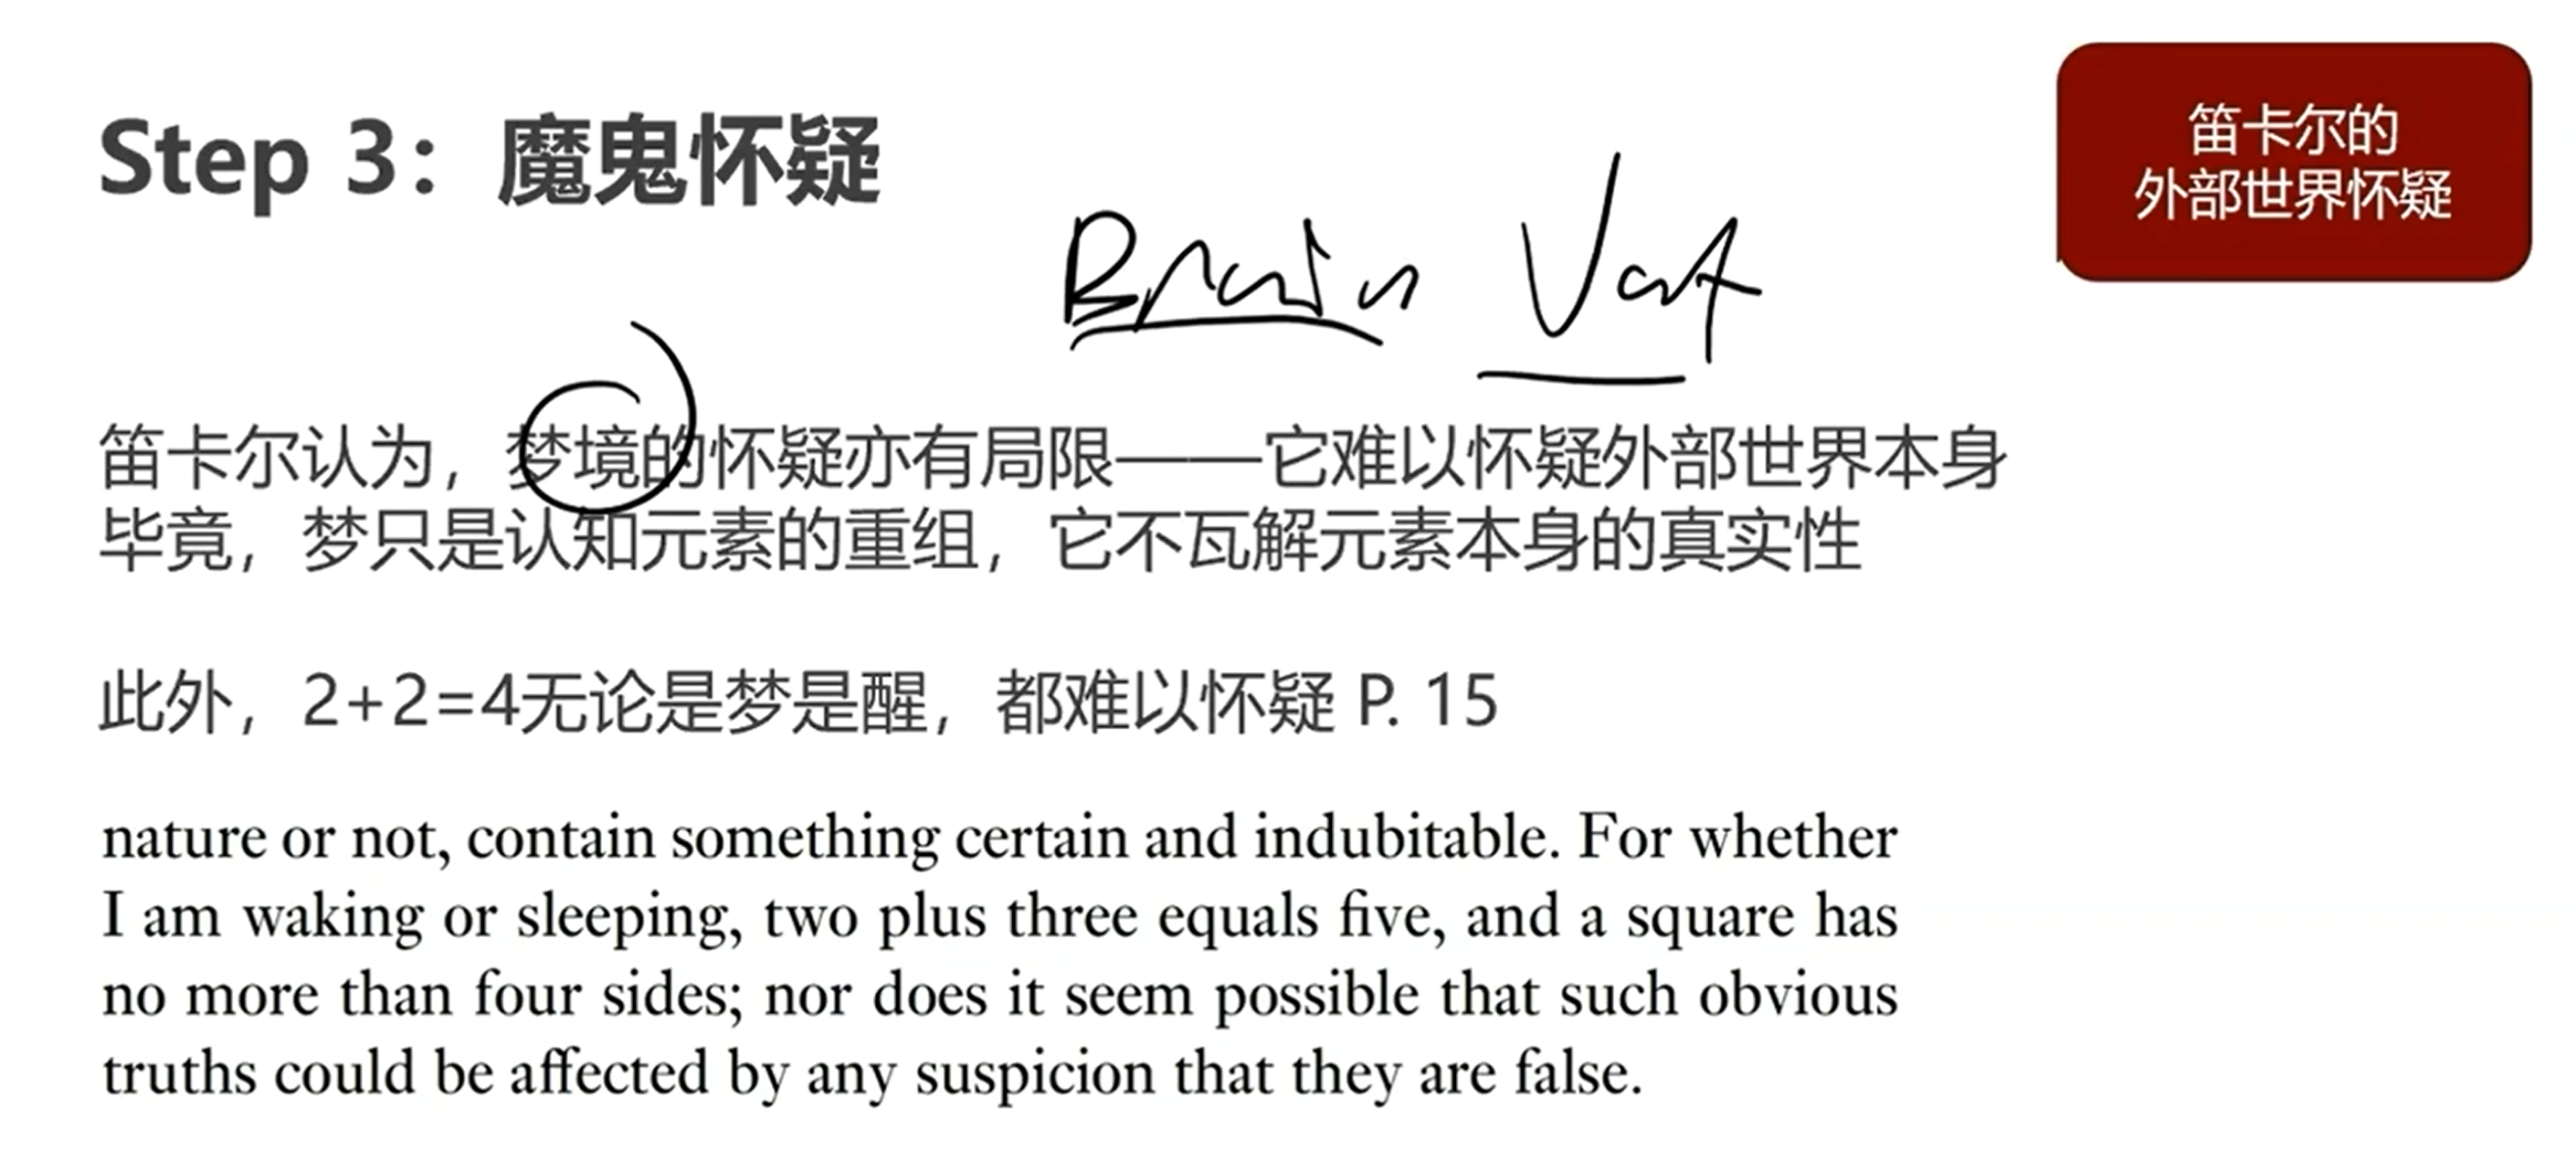 Step 3：魔鬼怀疑
笛卡尔的
外部世界怀疑
Brain Vat
笛卡尔认为，梦境的怀疑亦有局限——它难以怀疑外部世界本身
毕竟，梦只是认知元素的重组，它不瓦解元素本身的真实性
此外，2+2=4无论是梦是醒，都难以怀疑 P. 15
nature or not, contain something certain and indubitable. For whether
I am waking or sleeping, two plus three equals five, and a square has
no more than four sides; nor does it seem possible that such obvious
truths could be affected by any suspicion that they are false.